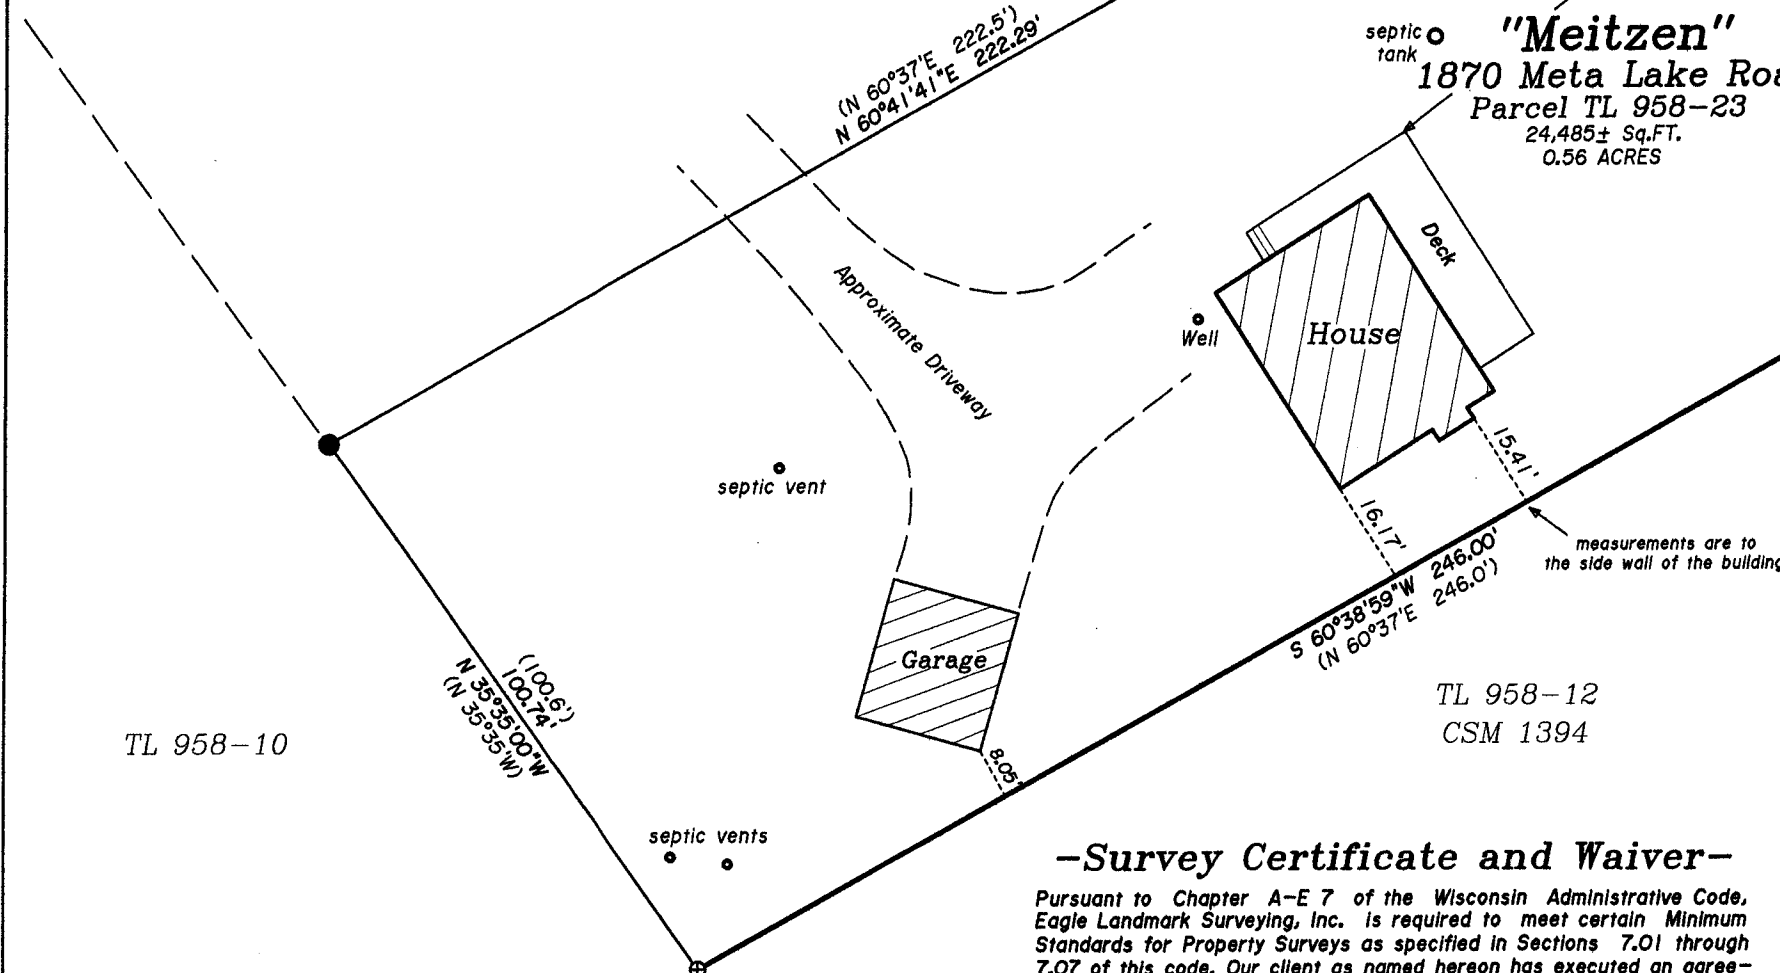 (N 60°37'E 222.5')
N 60°41'41"E 222.29'
septic
tank
"Meitzen"
1870 Meta Lake Roa
Parcel TL 958-23
24,485± Sq.FT.
0.56 ACRES
Deck
Approximate Driveway
House
Well
15.41'
septic vent
16.17'
measurements are to
the side wall of the building
S 60°38'59"W 246.00'
(N 60°37'E 246.0')
Garage
(100.6')
100.74'
N 35°35'00"W
(N 35°35'W)
TL 958-12
CSM 1394
TL 958-10
8.05'
septic vents
-Survey Certificate and Waiver-
Pursuant to Chapter A-E 7 of the Wisconsin Administrative Code,
Eagle Landmark Surveying, Inc. is required to meet certain Minimum
Standards for Property Surveys as specified in Sections 7.01 through
7.07 of this code. Our client as named hereon has executed an agree-